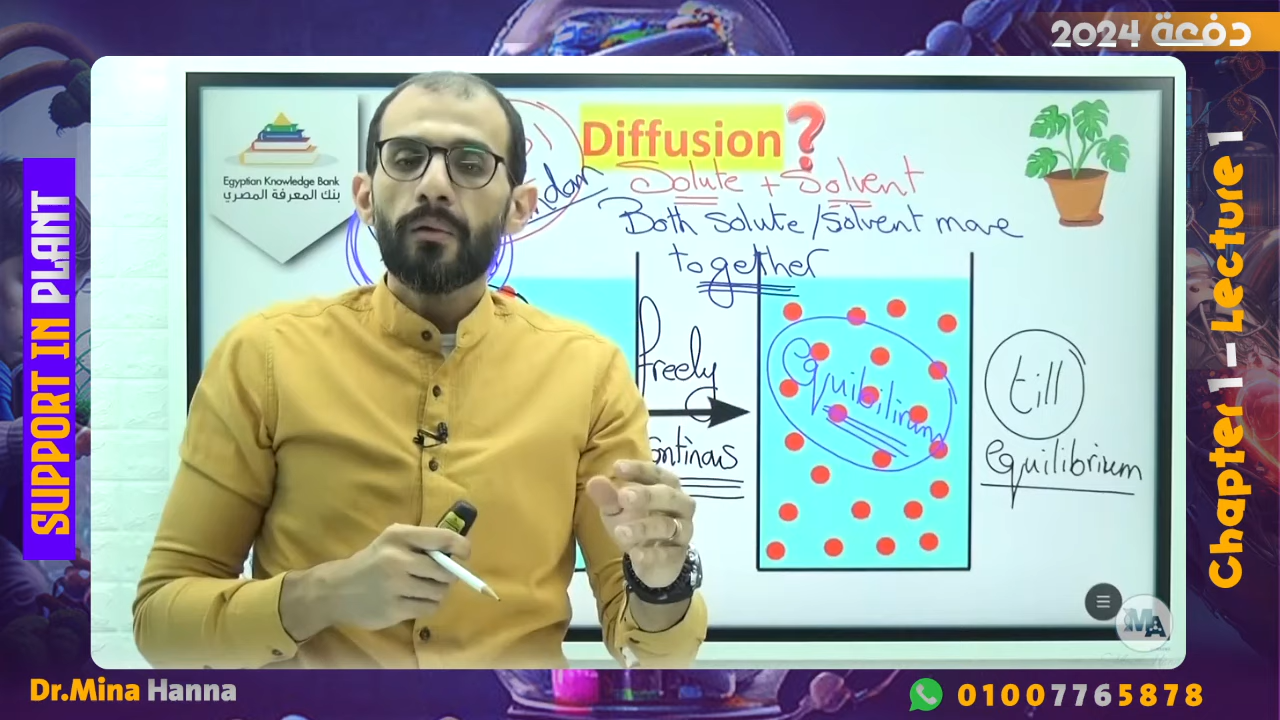 دفعة 2024
SUPPORT IN PLANT
Chapter 1 - Lecture 1
Egyptian Knowledge Bank
بنك المعرفة المصري
Diffusion?
Solute + Solvent
Both solute/solvent move
together
freely
equilibrium
till
equilibrium
MA
Dr.Mina Hanna
01007765878